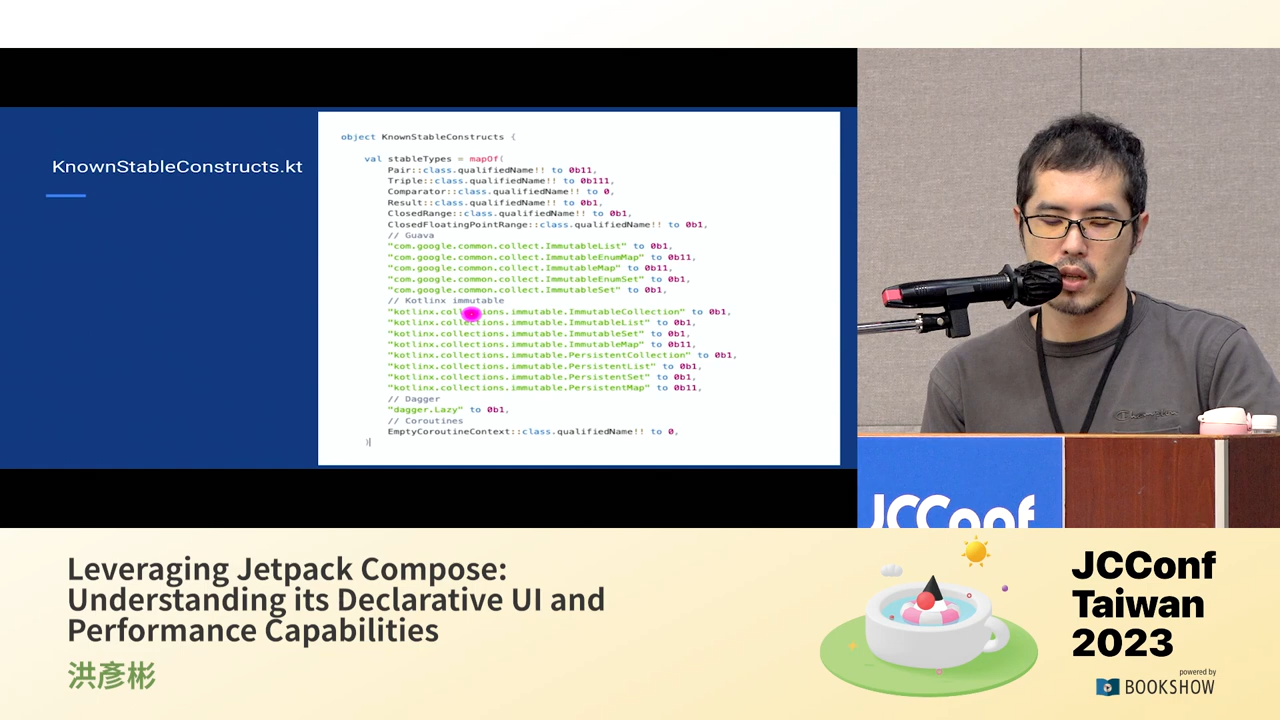 KnownStableConstructs.kt
object KnownStableConstructs {
val stableTypes = mapOf(
Pair::class.qualifiedName!! to 0b11,
Triple::class.qualifiedName!! to 0b111,
Comparator::class.qualifiedName!! to 0,
Result::class.qualifiedName!! to 0b1,
ClosedRange::class.qualifiedName!! to 0b1,
ClosedFloatingPointRange::class.qualifiedName!! to 0b1,
// Guava
"com.google.common.collect.ImmutableList" to 0b1,
"com.google.common.collect.ImmutableEnumMap" to 0b11,
"com.google.common.collect.ImmutableMap" to 0b11,
"com.google.common.collect.ImmutableEnumSet" to 0b1,
"com.google.common.collect.ImmutableSet" to 0b1,
// Kotlinx immutable
"kotlinx.collections.immutable.ImmutableCollection" to 0b1,
"kotlinx.collections.immutable.ImmutableList" to 0b1,
"kotlinx.collections.immutable.ImmutableSet" to 0b1,
"kotlinx.collections.immutable.ImmutableMap" to 0b11,
"kotlinx.collections.immutable.PersistentCollection" to 0b1,
"kotlinx.collections.immutable.PersistentList" to 0b1,
"kotlinx.collections.immutable.PersistentSet" to 0b1,
"kotlinx.collections.immutable.PersistentMap" to 0b11,
// Dagger
"dagger.Lazy" to 0b1,
// Coroutines
EmptyCoroutineContext::class.qualifiedName!! to 0,
)
Champion
JCConf
Leveraging Jetpack Compose:
Understanding its Declarative UI and
Performance Capabilities
洪彥彬
JCConf
Taiwan
2023
powered by
BOOKSHOW